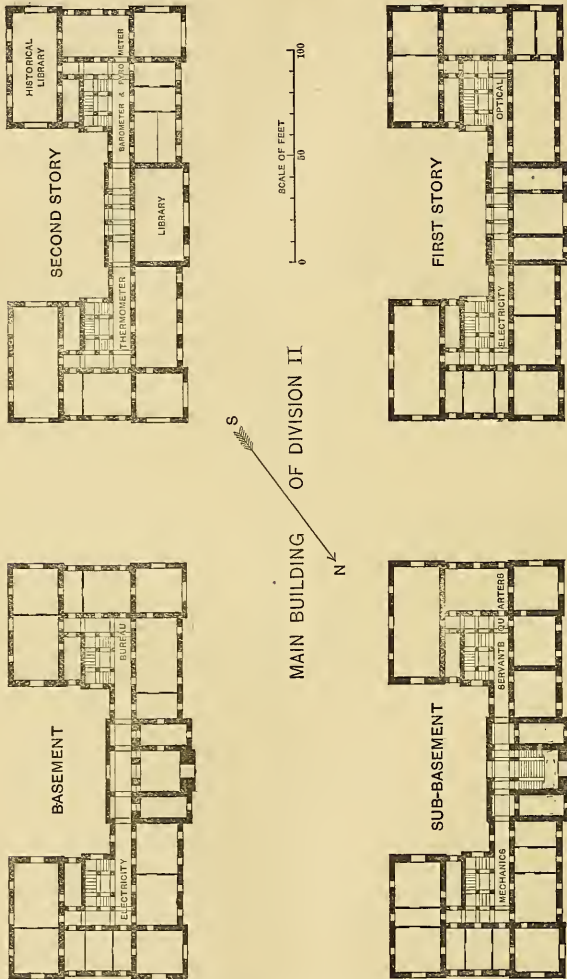 SECOND STORY
HISTORICAL
LIBRARY
THERMOMETER
BAROMETER & PYROMETER
LIBRARY
SCALE OF FEET
0 50 100
FIRST STORY
ELECTRICITY
OPTICAL
MAIN BUILDING OF DIVISION II
S
N
BASEMENT
ELECTRICITY
BUREAU
SUB-BASEMENT
MECHANICS
SERVANTS QUARTERS